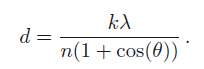 d = kλ / n(1 + cos(θ)) .